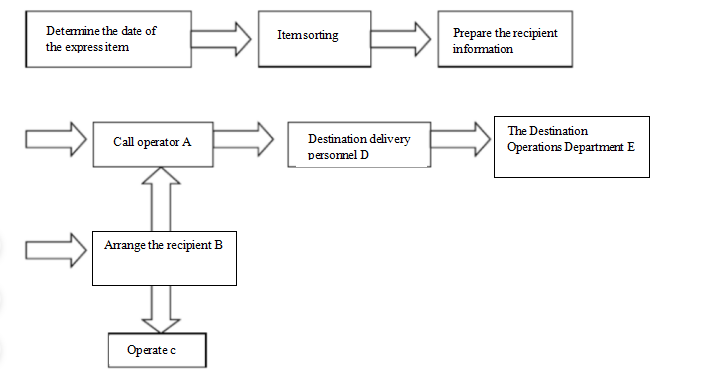 Determine the date of
the express item
Item sorting
Prepare the recipient
information
Call operator A
Destination delivery
personnel D
The Destination
Operations Department E
Arrange the recipient B
Operate c